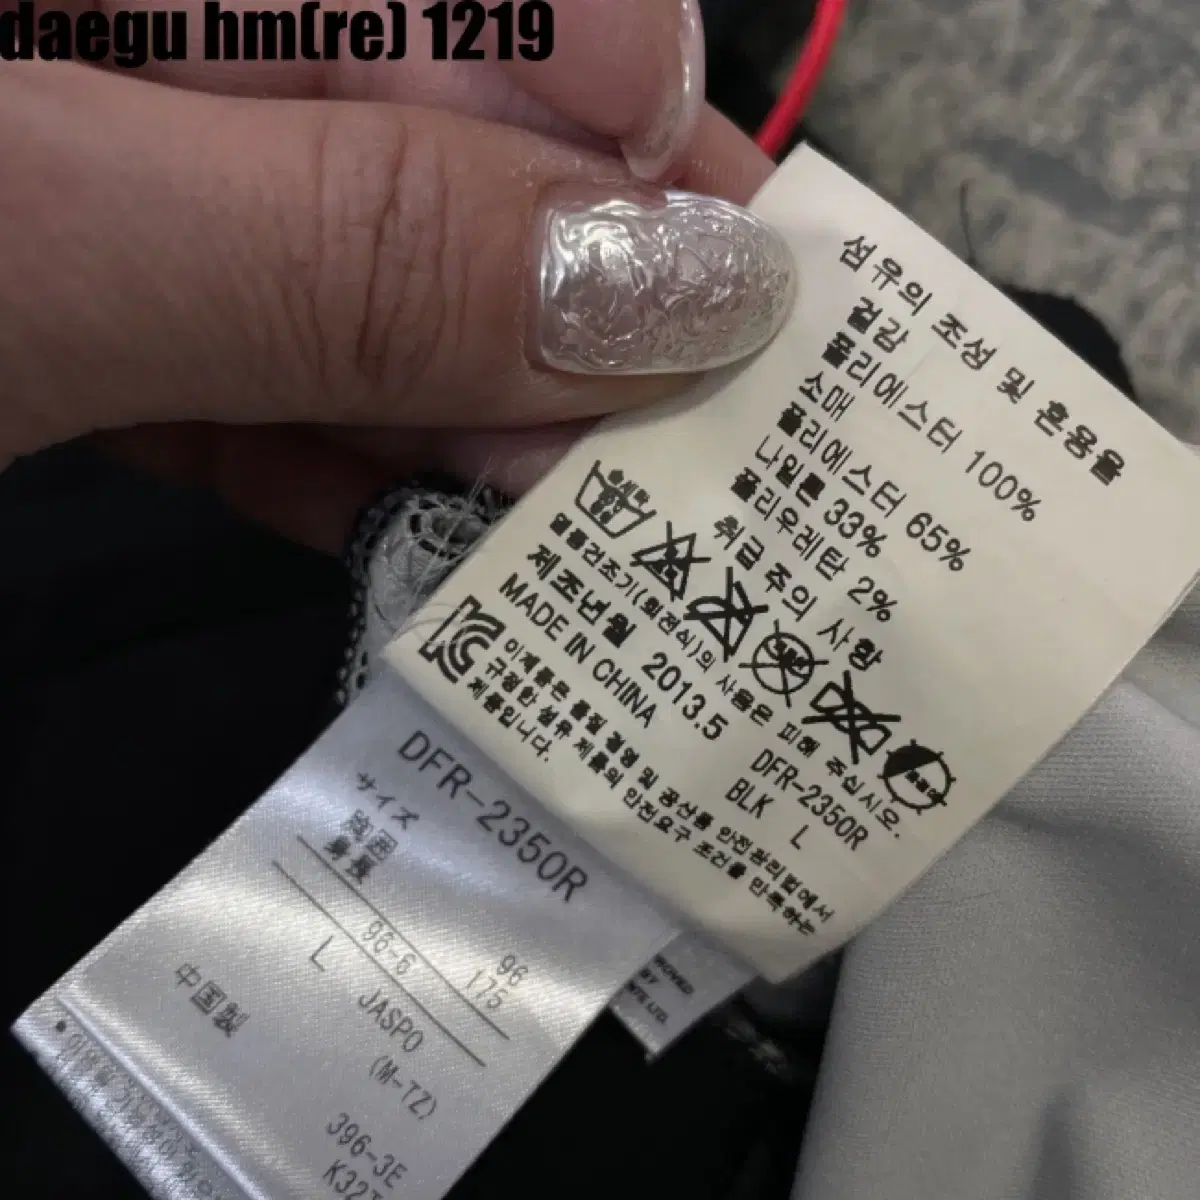 daegu hm(re) 1219
섬유의 조성 및 혼용율
겉감
폴리에스터 100%
소매
폴리에스터 65%
나일론 33%
폴리우레탄 2%
취급 주의 사항
손세탁
열풍건조기(회전식)의 사용은 피해 주십시오.
제조년월 2013.5 DFR-2350R
MADE IN CHINA BLK L
이제품은 품질 경영 및 공산품 안전관리법에서
규정한 섬유 제품의 안전요구 조건을 만족하는
제품입니다.
DFR-2350R
サイズ
胸囲 96
身長 175
96-6
L JASPO
(M-TZ)
中国製
396-3E
BY
LTD.